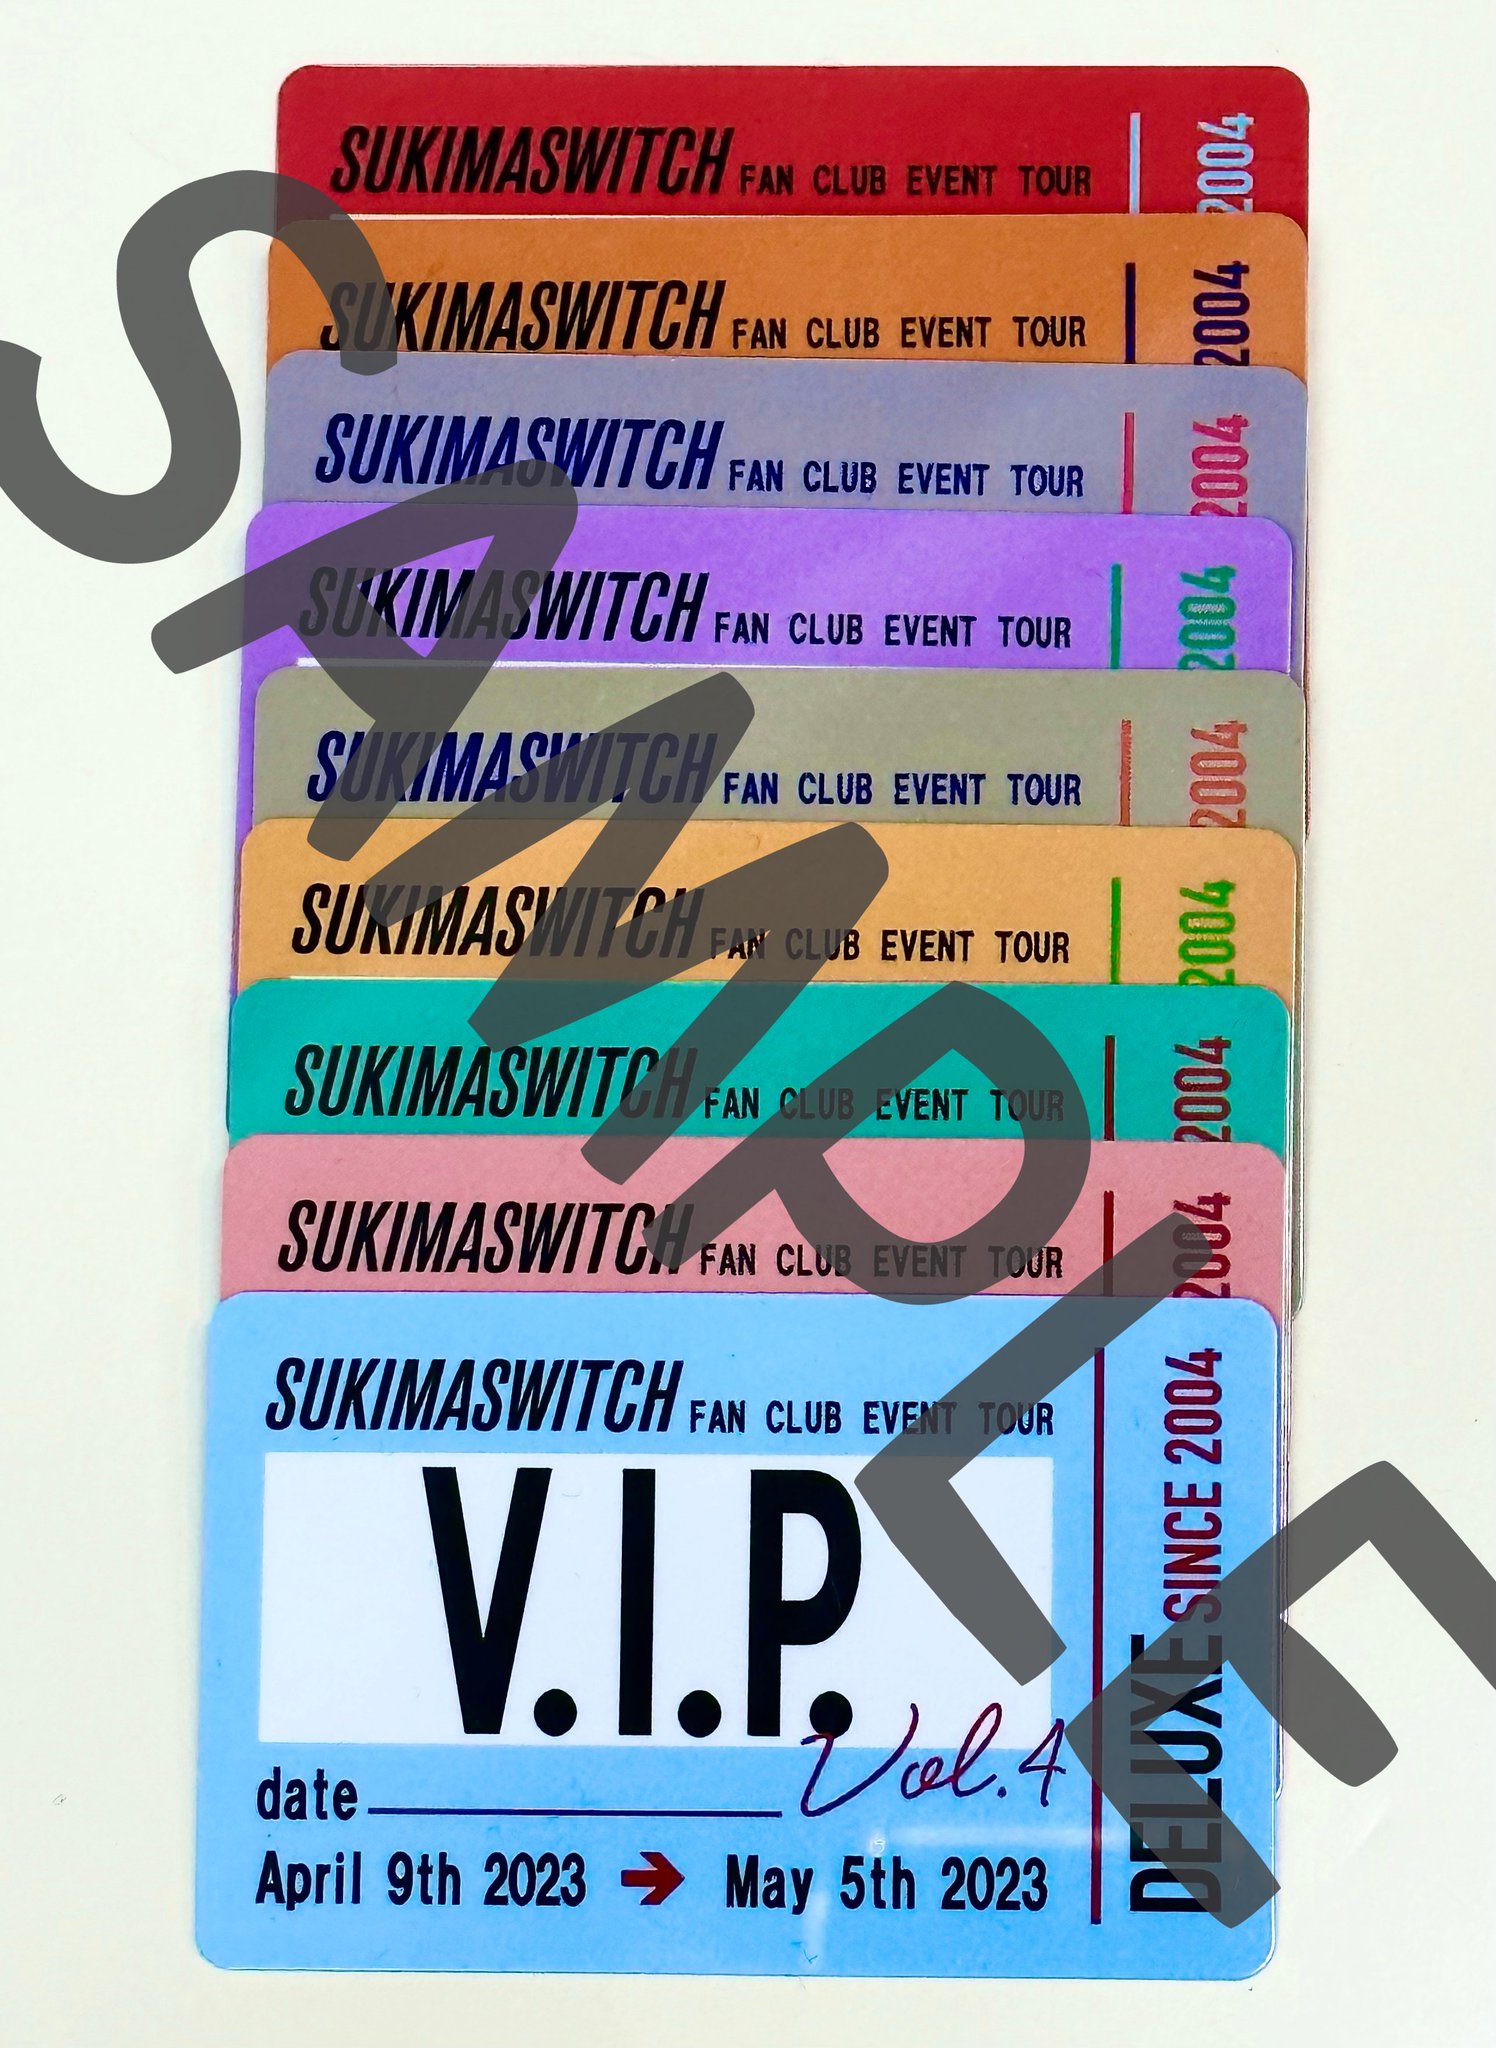 SUKIMASWITCH FAN CLUB EVENT TOUR
2004
SUKIMASWITCH FAN CLUB EVENT TOUR
2004
SUKIMASWITCH FAN CLUB EVENT TOUR
2004
SUKIMASWITCH FAN CLUB EVENT TOUR
2004
SUKIMASWITCH FAN CLUB EVENT TOUR
2004
SUKIMASWITCH FAN CLUB EVENT TOUR
2004
SUKIMASWITCH FAN CLUB EVENT TOUR
2004
SUKIMASWITCH FAN CLUB EVENT TOUR
2004
SUKIMASWITCH FAN CLUB EVENT TOUR
V.I.P.
Vol.4
date
April 9th 2023 → May 5th 2023
DELUXE SINCE 2004
SAMPLE